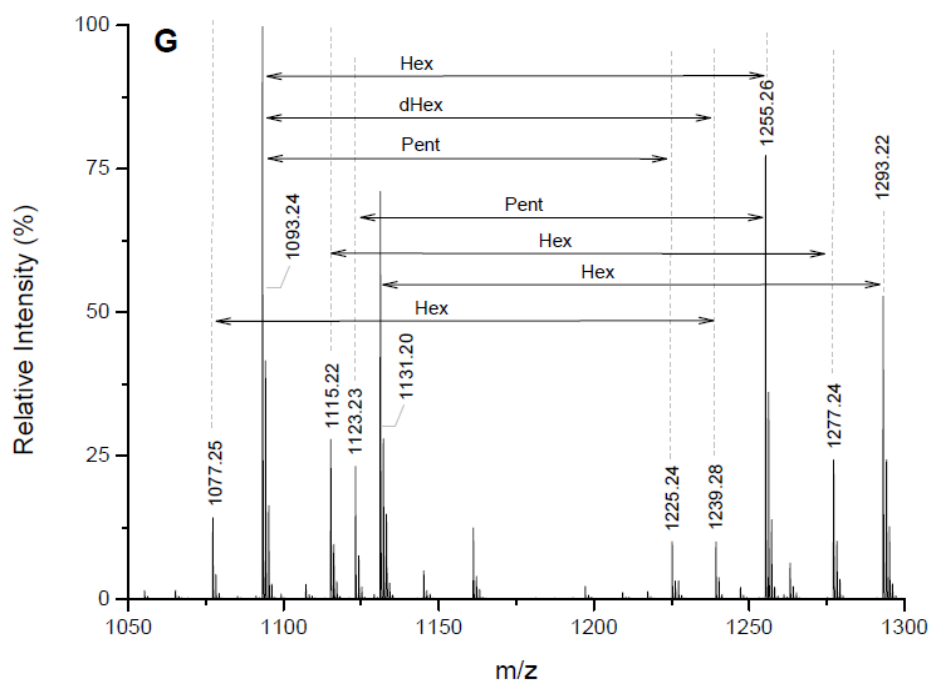 G
Relative Intensity (%)
100
75
50
25
0
Hex
dHex
Pent
Pent
Hex
Hex
Hex
1077.25
1093.24
1115.22
1123.23
1131.20
1225.24
1239.28
1255.26
1277.24
1293.22
1050
1100
1150
1200
1250
1300
m/z